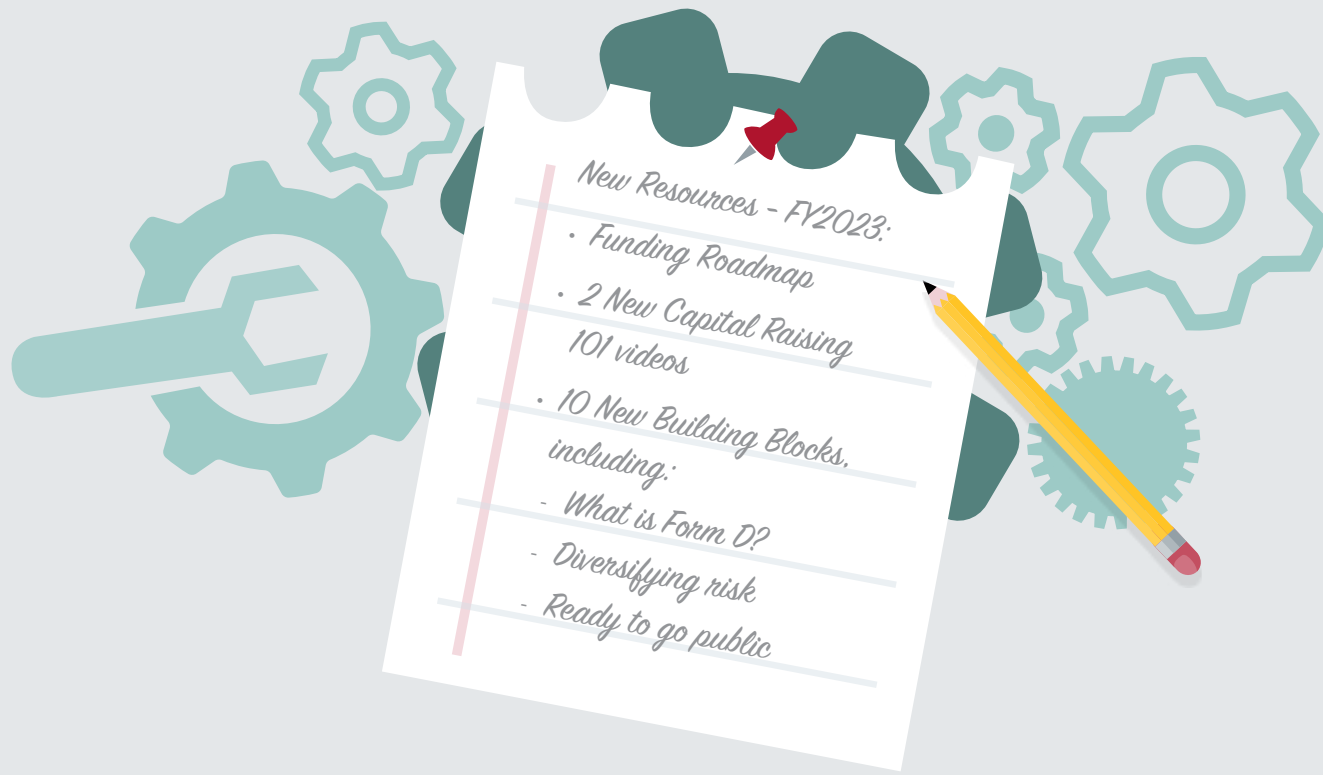 New Resources - FY2023:
• Funding Roadmap
• 2 New Capital Raising
101 videos
• 10 New Building Blocks,
including:
- What is Form D?
- Diversifying risk
- Ready to go public